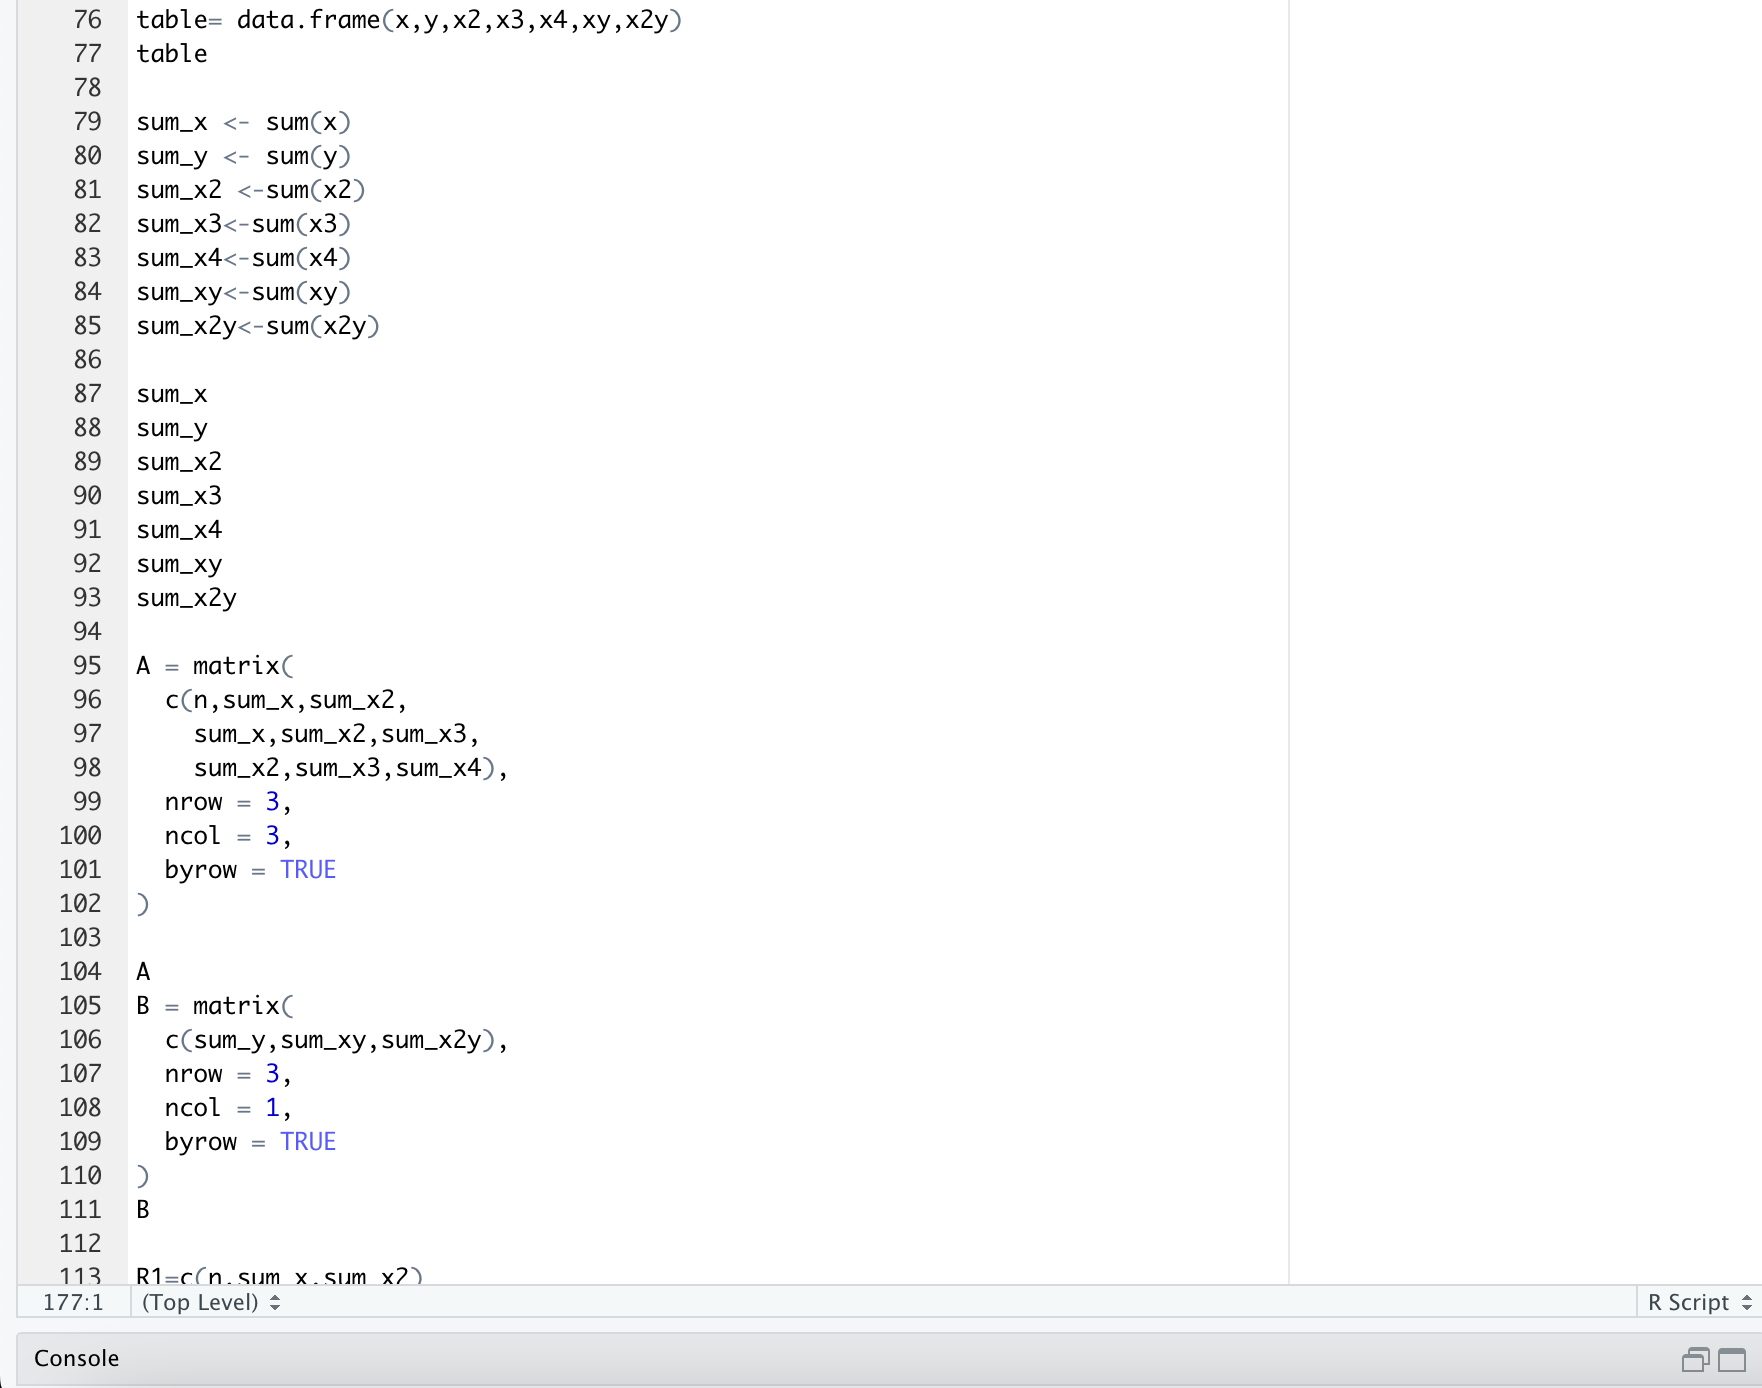 76 table= data.frame(x,y,x2,x3,x4,xy,x2y)
77 table
78
79 sum_x <- sum(x)
80 sum_y <- sum(y)
81 sum_x2 <-sum(x2)
82 sum_x3<-sum(x3)
83 sum_x4<-sum(x4)
84 sum_xy<-sum(xy)
85 sum_x2y<-sum(x2y)
86
87 sum_x
88 sum_y
89 sum_x2
90 sum_x3
91 sum_x4
92 sum_xy
93 sum_x2y
94
95 A = matrix(
96   c(n,sum_x,sum_x2,
97     sum_x,sum_x2,sum_x3,
98     sum_x2,sum_x3,sum_x4),
99   nrow = 3,
100   ncol = 3,
101   byrow = TRUE
102 )
103
104 A
105 B = matrix(
106   c(sum_y,sum_xy,sum_x2y),
107   nrow = 3,
108   ncol = 1,
109   byrow = TRUE
110 )
111 B
112
113 R1=c(n,sum_x,sum_x2)
177:1 (Top Level) R Script
Console